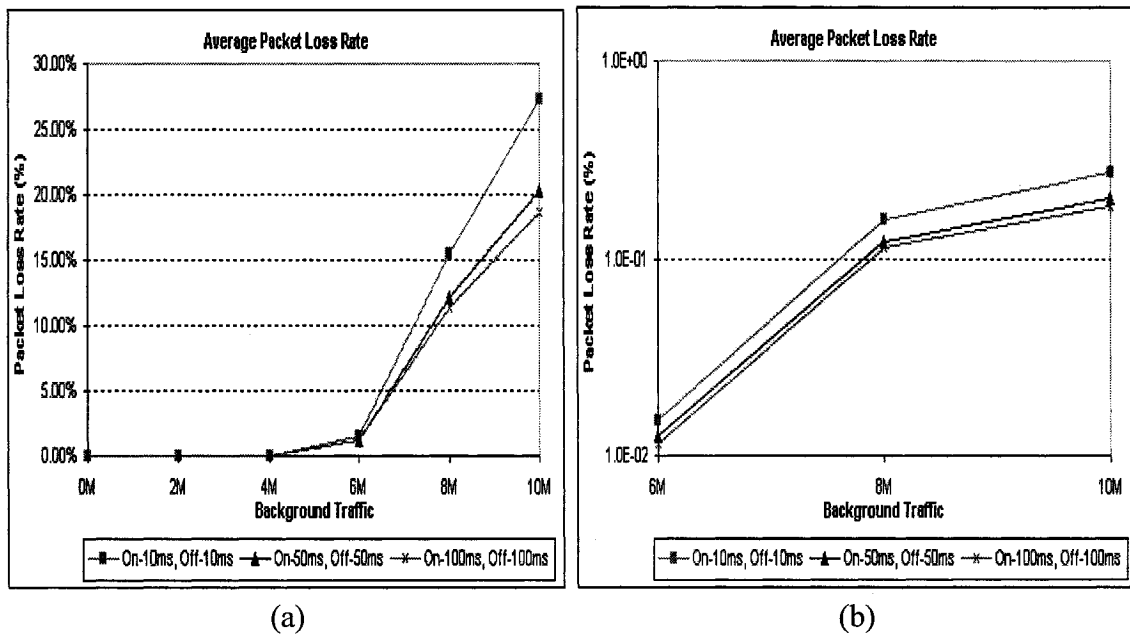 Average Packet Loss Rate
30.00%
25.00%
20.00%
15.00%
10.00%
5.00%
0.00%
Packet Loss Rate (%)
0M 2M 4M 6M 8M 10M
Background Traffic
On-10ms, Off-10ms On-50ms, Off-50ms On-100ms, Off-100ms
(a)
Average Packet Loss Rate
1.0E+00
1.0E-01
1.0E-02
Packet Loss Rate (%)
6M 8M 10M
Background Traffic
On-10ms, Off-10ms On-50ms, Off-50ms On-100ms, Off-100ms
(b)